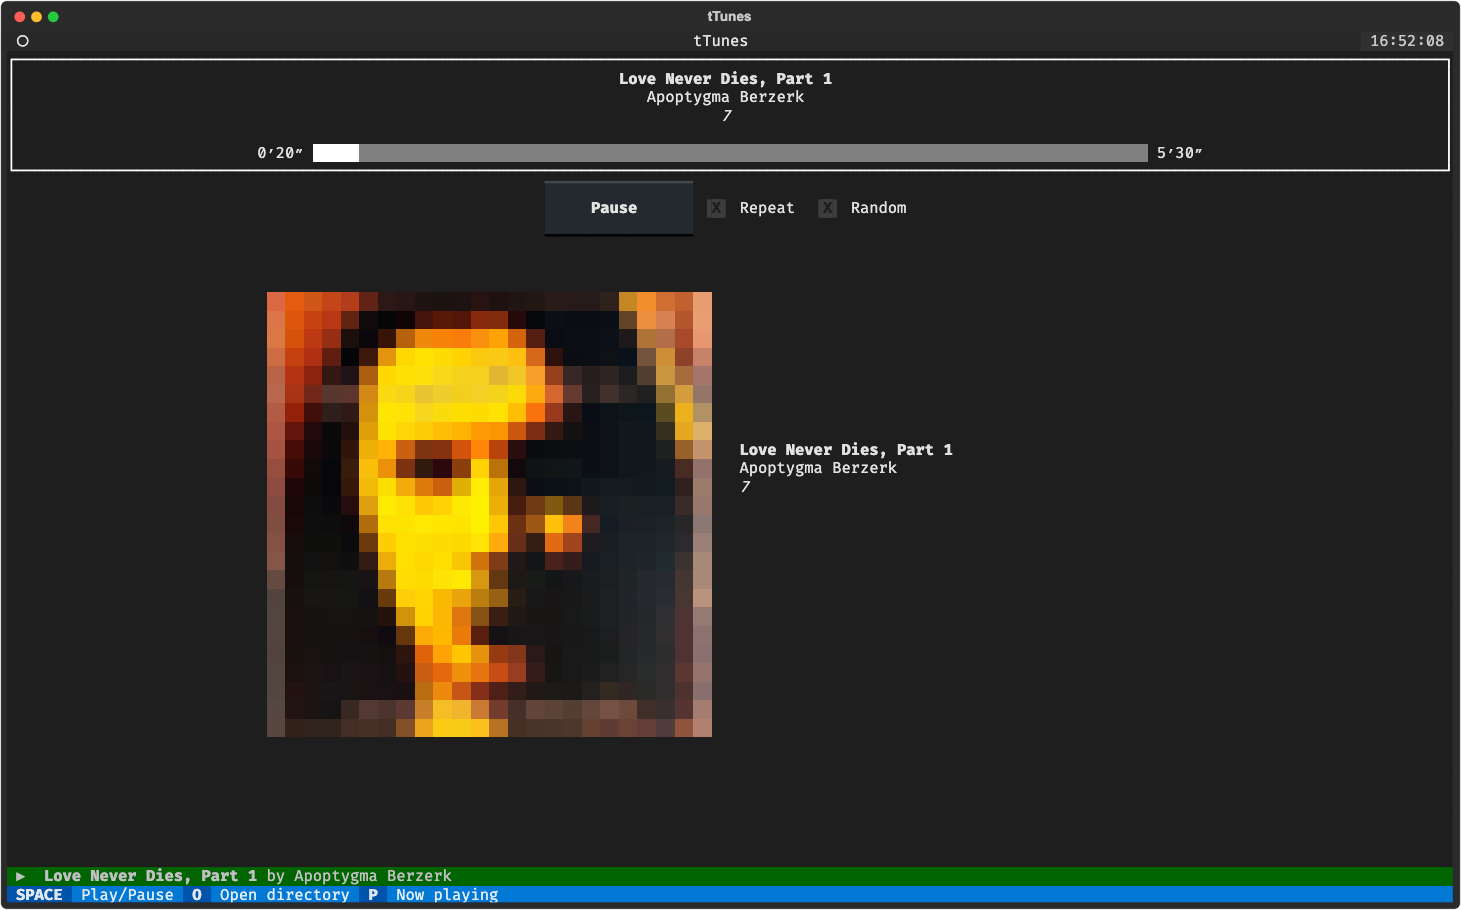 tTunes
tTunes 16:52:08
Love Never Dies, Part 1
Apoptygma Berzerk
7
0′20″ 5′30″
Pause X Repeat X Random
Love Never Dies, Part 1
Apoptygma Berzerk
7
▶ Love Never Dies, Part 1 by Apoptygma Berzerk
SPACE Play/Pause O Open directory P Now playing